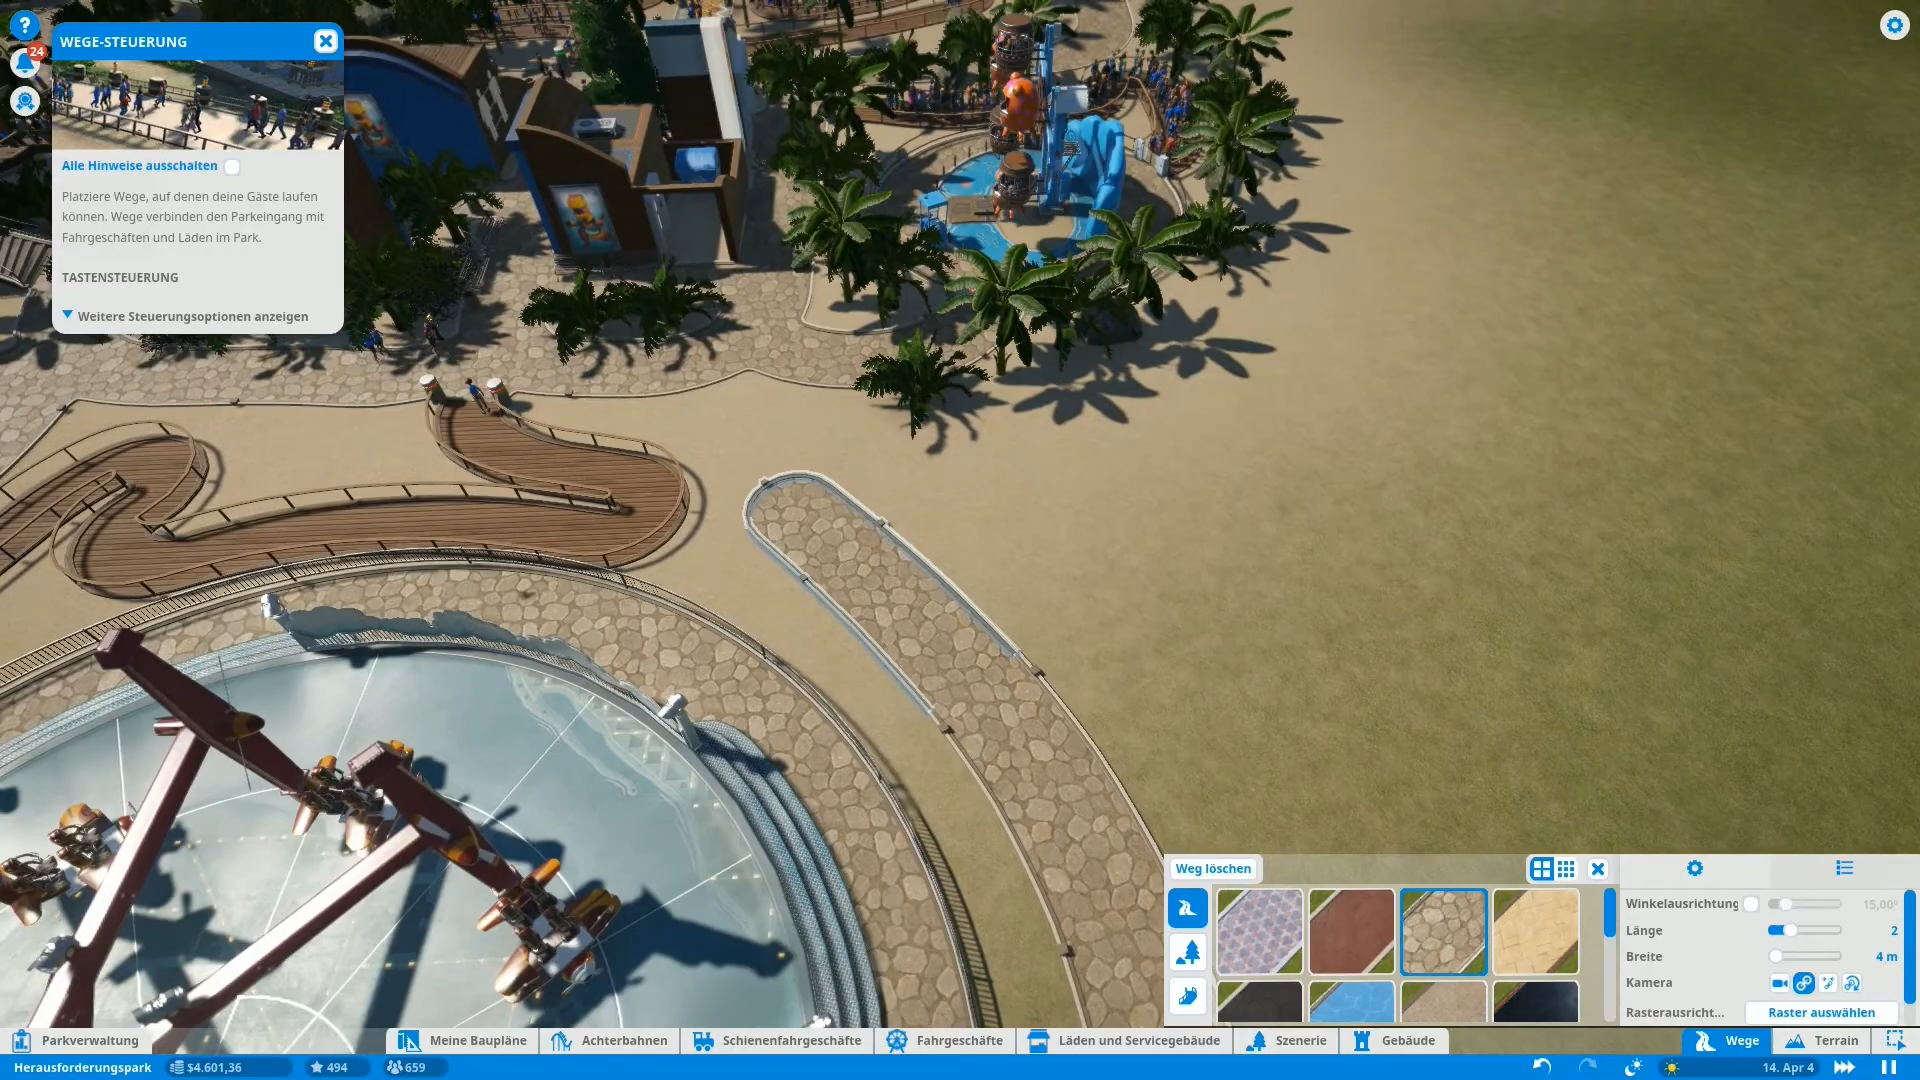 ?
24
WEGE-STEUERUNG
Alle Hinweise ausschalten
Platziere Wege, auf denen deine Gäste laufen
können. Wege verbinden den Parkeingang mit
Fahrgeschäften und Läden im Park.
TASTENSTEUERUNG
Weitere Steuerungsoptionen anzeigen
Weg löschen
Winkelausrichtung
15,00°
Länge
2
Breite
4 m
Kamera
Rasterausricht...
Raster auswählen
Parkverwaltung
Meine Baupläne
Achterbahnen
Schienenfahrgeschäfte
Fahrgeschäfte
Läden und Servicegebäude
Szenerie
Gebäude
Wege
Terrain
Herausforderungspark
$4.601,36
494
659
14. Apr 4